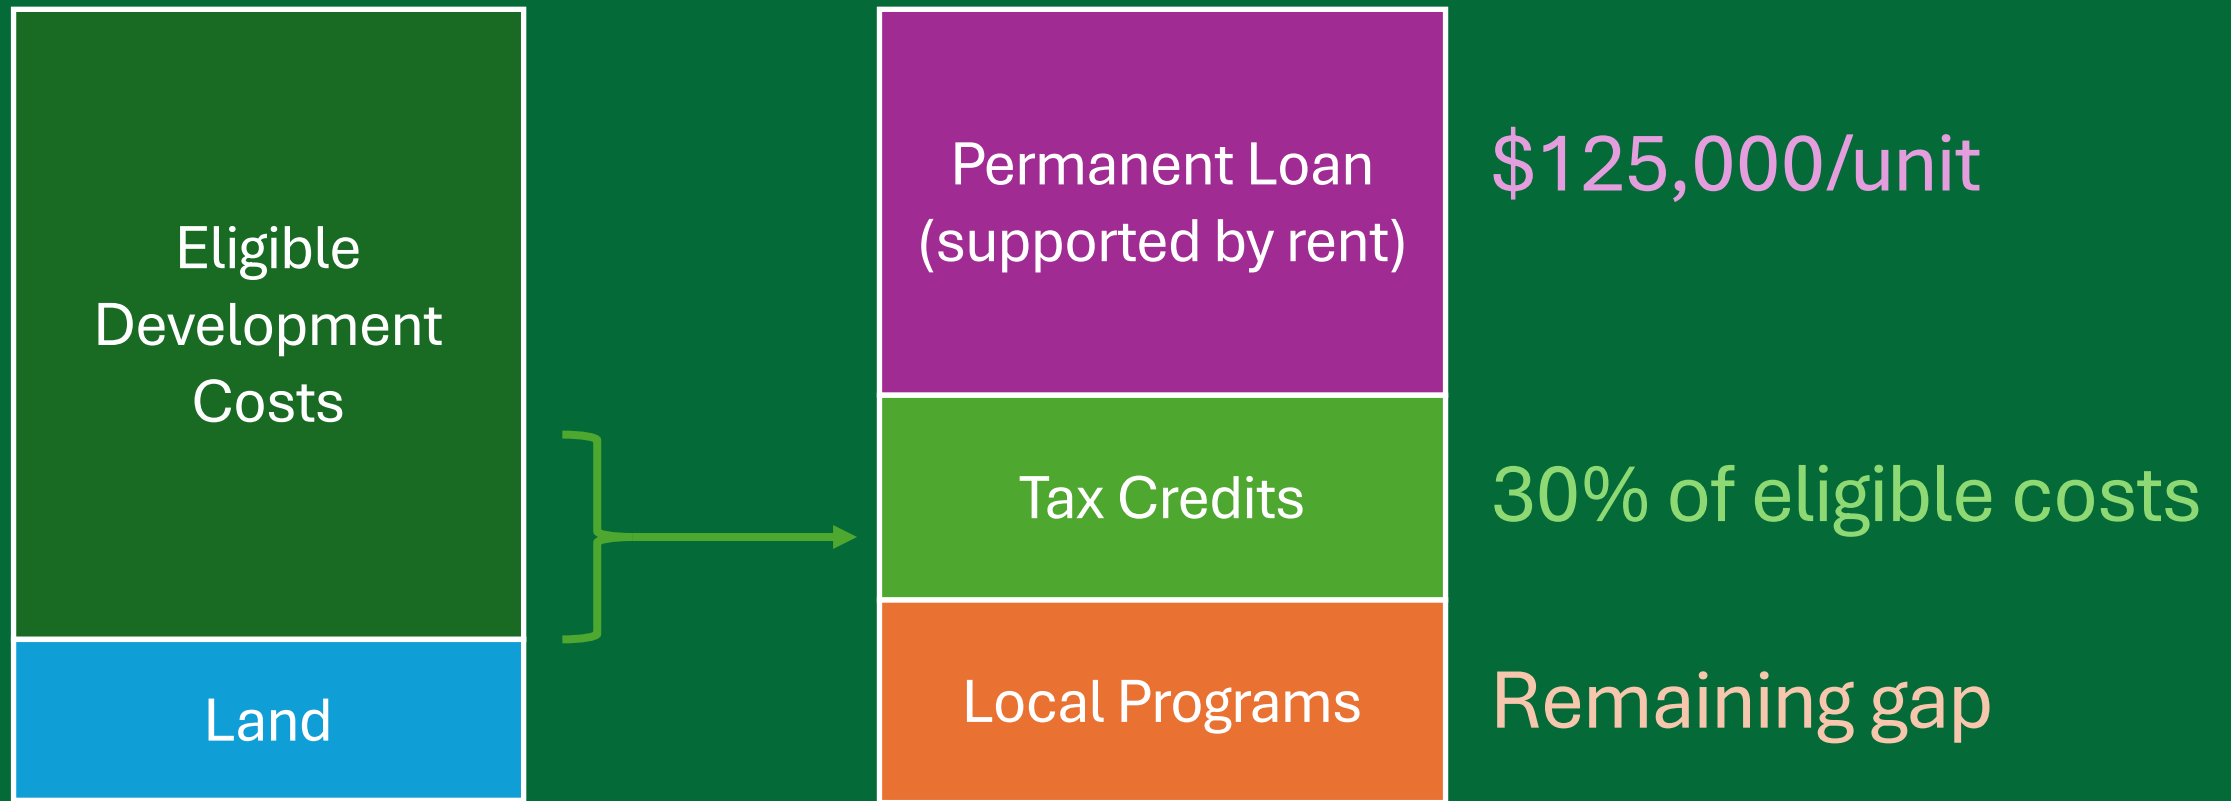 Eligible
Development
Costs
Land
Permanent Loan
(supported by rent)
$125,000/unit
Tax Credits
30% of eligible costs
Local Programs
Remaining gap